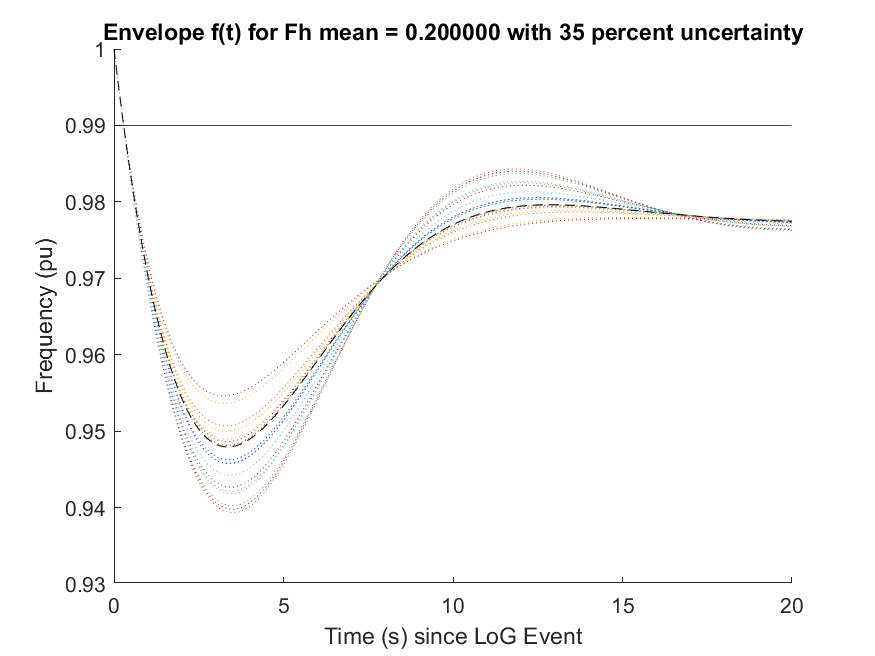 Envelope f(t) for Fh mean = 0.200000 with 35 percent uncertainty
1
0.99
0.98
0.97
0.96
0.95
0.94
0.93
Frequency (pu)
0 5 10 15 20
Time (s) since LoG Event